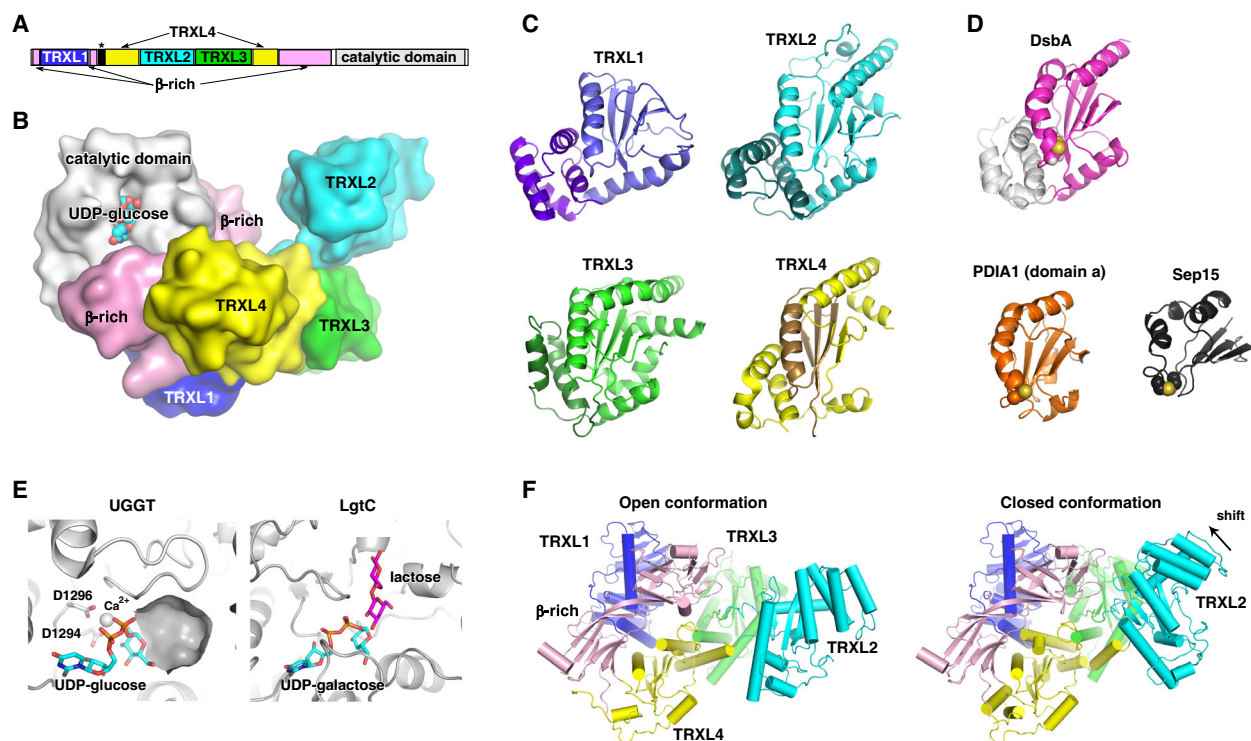 A
TRXL4
*
TRXL1
TRXL2
TRXL3
catalytic domain
β-rich
B
catalytic domain
UDP-glucose
β-rich
TRXL2
β-rich
TRXL4
TRXL3
TRXL1
C
TRXL1
TRXL2
TRXL3
TRXL4
D
DsbA
PDIA1 (domain a)
Sep15
E
UGGT
D1296
Ca2+
D1294
UDP-glucose
LgtC
lactose
UDP-galactose
F
Open conformation
TRXL1
TRXL3
β-rich
TRXL2
TRXL4
Closed conformation
shift
TRXL2